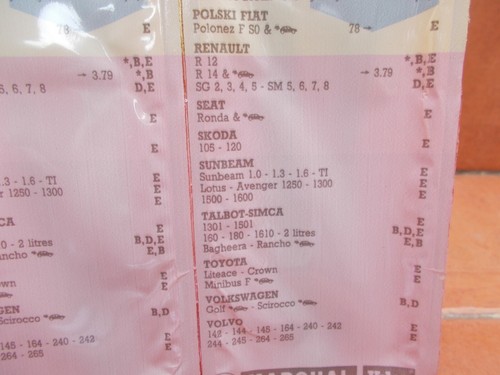 78 → E
→ 3.79
*,B,E
*,B
D,E
5, 6, 7, 8
E
E
.3 - 1.6 - TI
r 1250 - 1300
E
E
E
CA
E
0 - 2 litres B,D,E
ancho * E,B
E
wn E
GEN
Scirocco * B,D
145 - 164 - 240 - 242 E
264 - 265 E
POLSKI FIAT
Polonez F S0 & * 78 → E
RENAULT
R 12 *,B,E
R 14 & * → 3.79 *,B
SG 2, 3, 4, 5 - SM 5, 6, 7, 8 D,E
SEAT
Ronda & * E
SKODA
105 - 120 E
SUNBEAM
Sunbeam 1.0 - 1.3 - 1.6 - TI E
Lotus - Avenger 1250 - 1300 E
1500 - 1600 E
TALBOT-SIMCA
1301 - 1501 E
160 - 180 - 1610 - 2 litres B,D,E
Bagheera - Rancho * E,B
TOYOTA
Liteace - Crown E
Minibus F * E
VOLKSWAGEN
Golf * - Scirocco * B,D
VOLVO
142 - 144 - 145 - 164 - 240 - 242 E
244 - 245 - 264 - 265 E